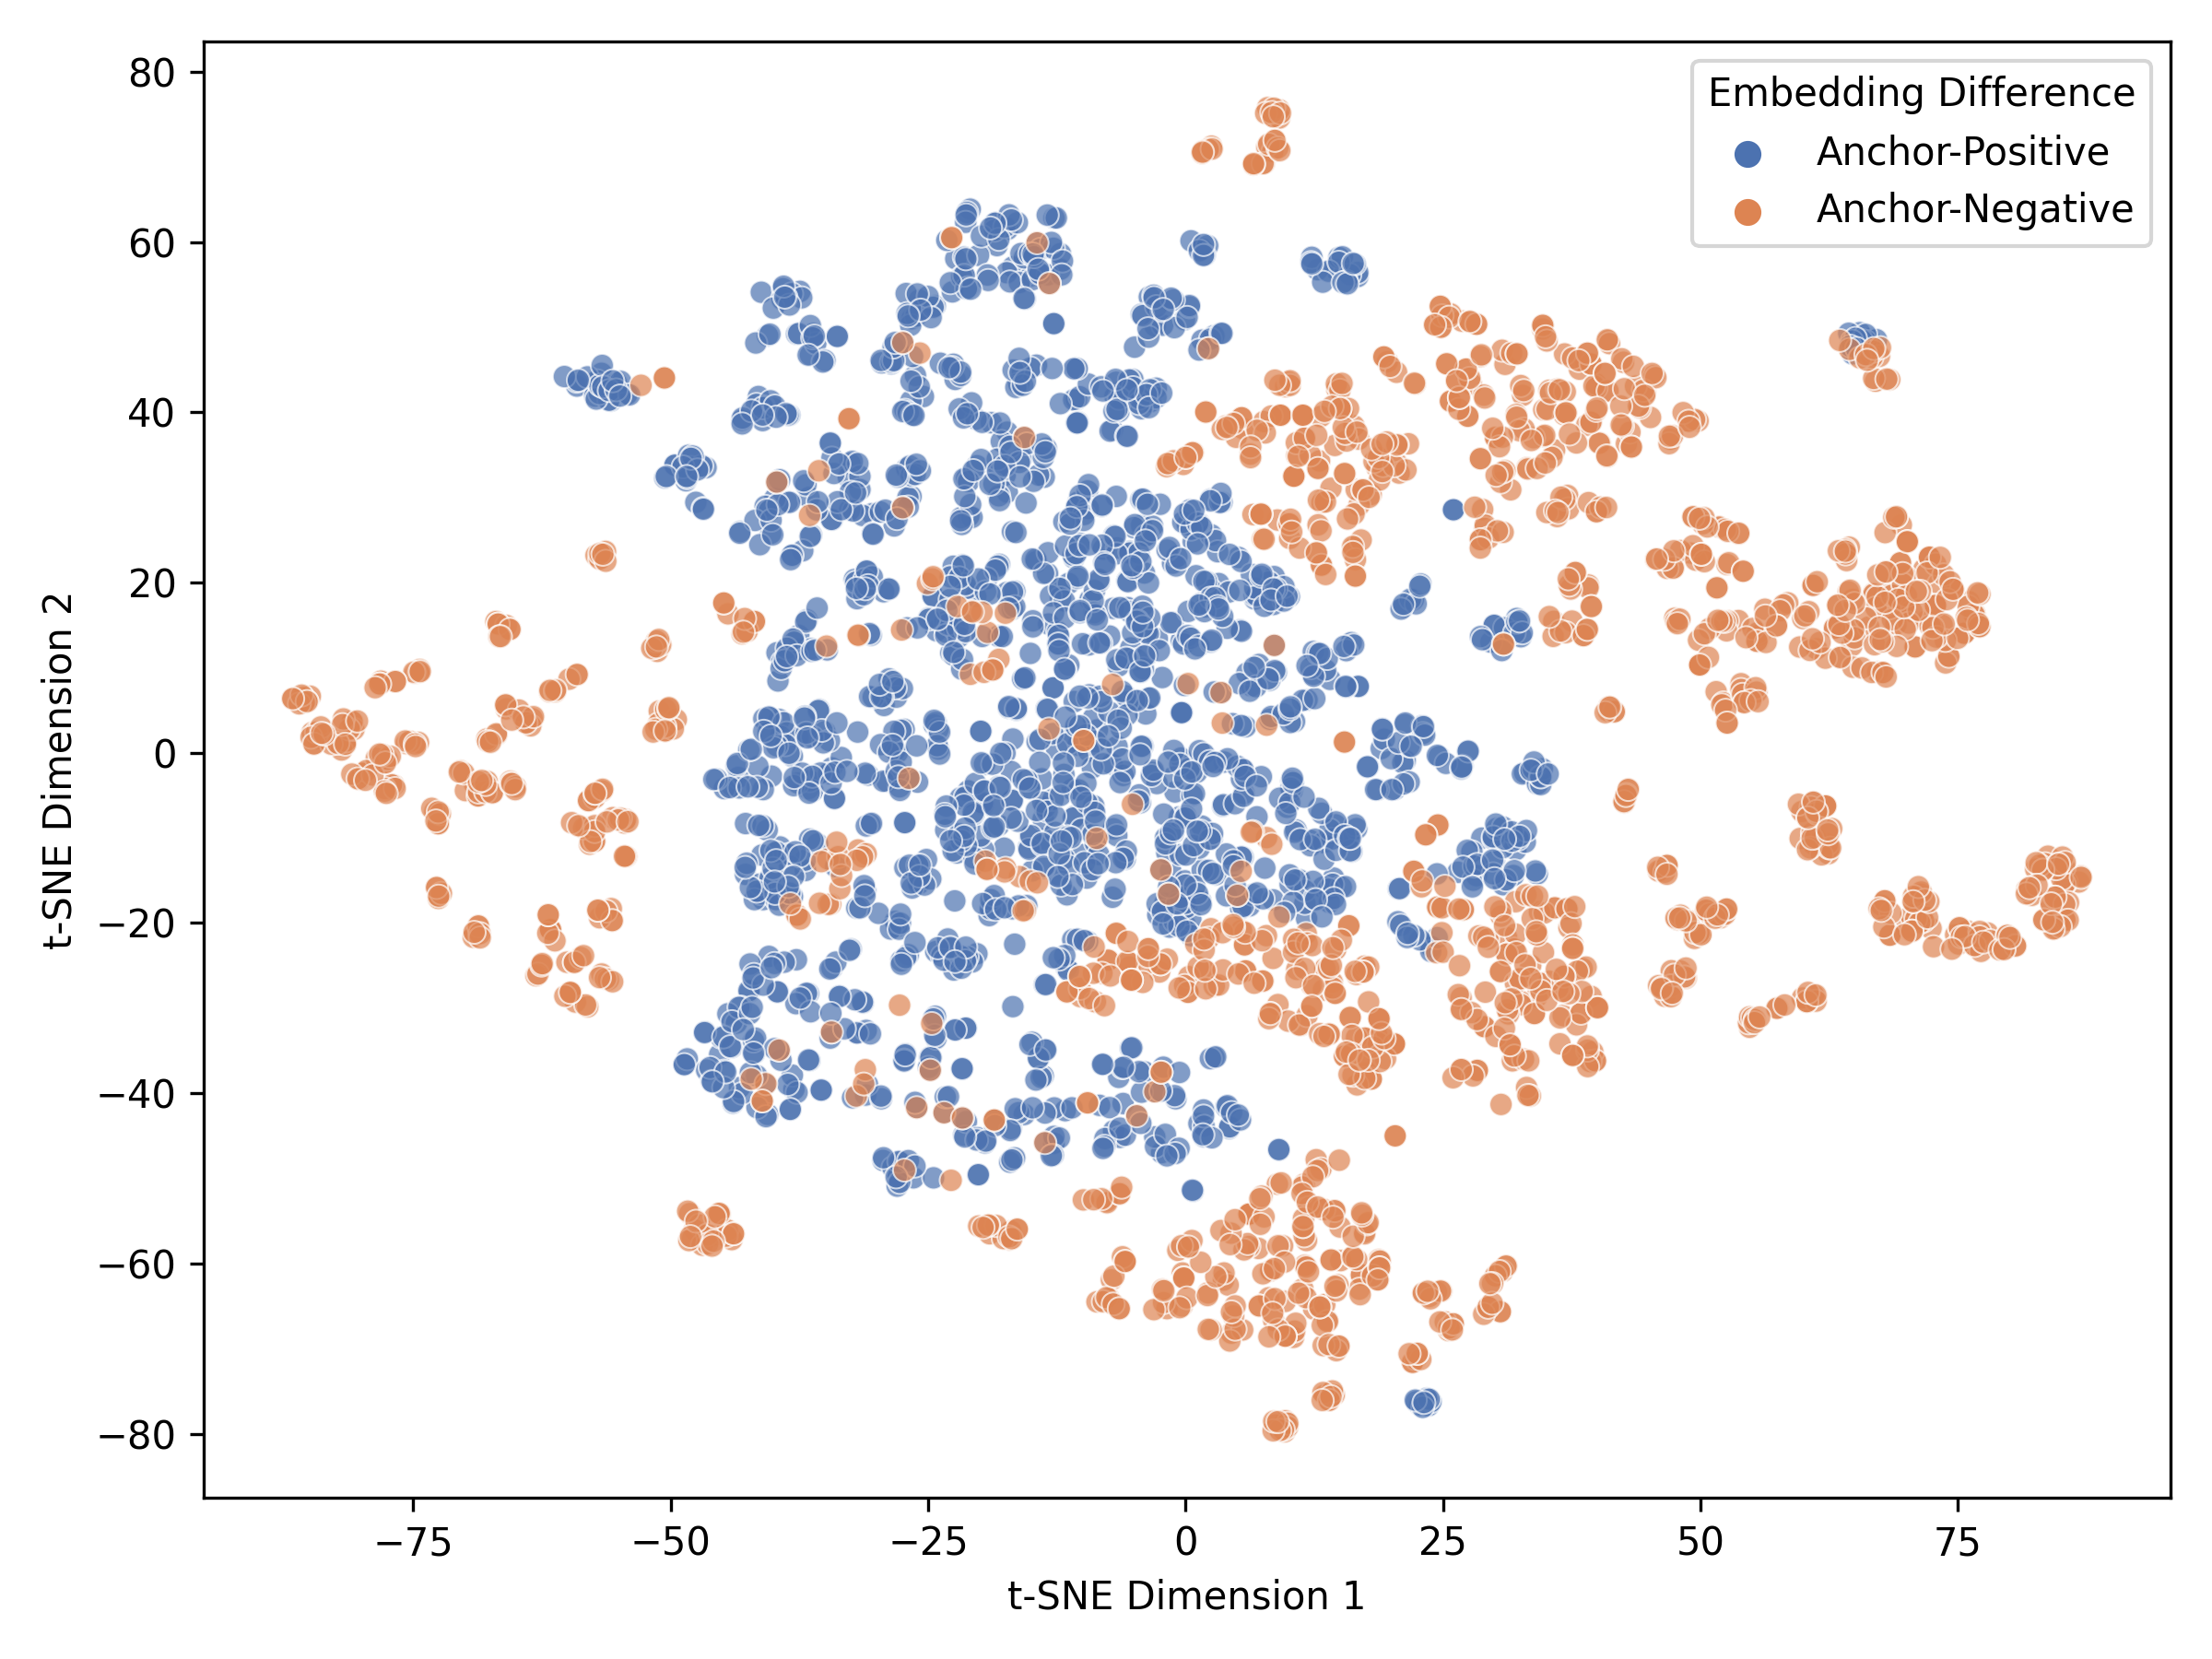 Embedding Difference
Anchor-Positive
Anchor-Negative
80
60
40
20
0
−20
−40
−60
−80
t-SNE Dimension 2
−75 −50 −25 0 25 50 75
t-SNE Dimension 1